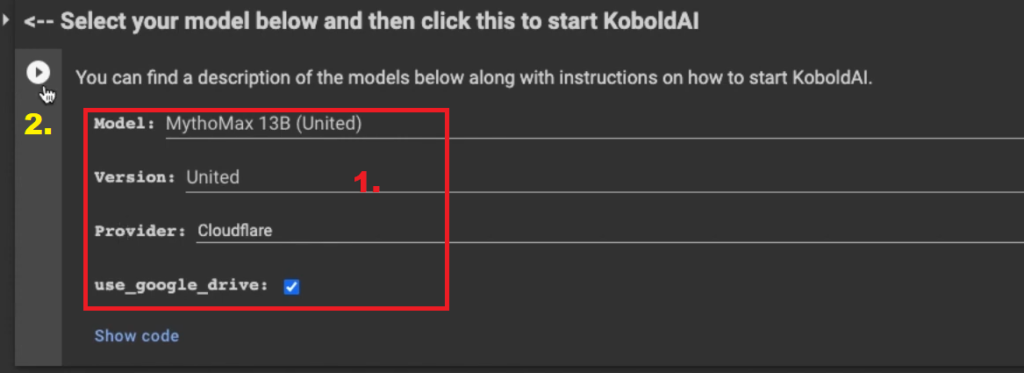 <-- Select your model below and then click this to start KoboldAI
You can find a description of the models below along with instructions on how to start KoboldAI.
2.
Model: MythoMax 13B (United)
Version: United
1.
Provider: Cloudflare
use_google_drive:
Show code